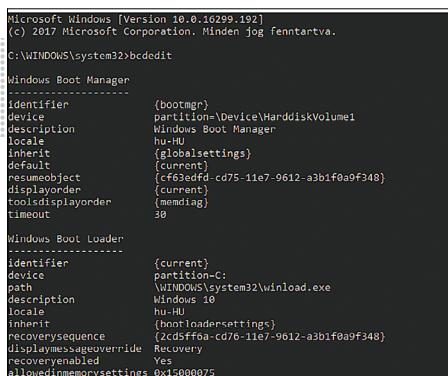 Microsoft Windows [Version 10.0.16299.192]
(c) 2017 Microsoft Corporation. Minden jog fenntartva.
C:\WINDOWS\system32>bcdedit
Windows Boot Manager
--------------------
identifier {bootmgr}
device partition=\Device\HarddiskVolume1
description Windows Boot Manager
locale hu-HU
inherit {globalsettings}
default {current}
resumeobject {cf63edfd-cd75-11e7-9612-a3b1f0a9f348}
displayorder {current}
toolsdisplayorder {memdiag}
timeout 30
Windows Boot Loader
-------------------
identifier {current}
device partition=C:
path \WINDOWS\system32\winload.exe
description Windows 10
locale hu-HU
inherit {bootloadersettings}
recoverysequence {2cd5ff6a-cd76-11e7-9612-a3b1f0a9f348}
displaymessageoverride Recovery
recoveryenabled Yes
allowedinmemorysettings 0x15000075